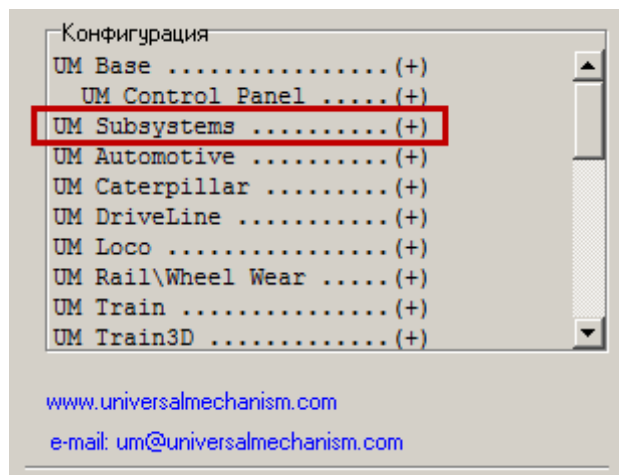 Конфигурация
UM Base ................(+)
UM Control Panel .....(+)
UM Subsystems ..........(+)
UM Automotive ..........(+)
UM Caterpillar .........(+)
UM DriveLine ...........(+)
UM Loco ................(+)
UM Rail\Wheel Wear .....(+)
UM Train ...............(+)
UM Train3D .............(+)
www.universalmechanism.com
e-mail: um@universalmechanism.com